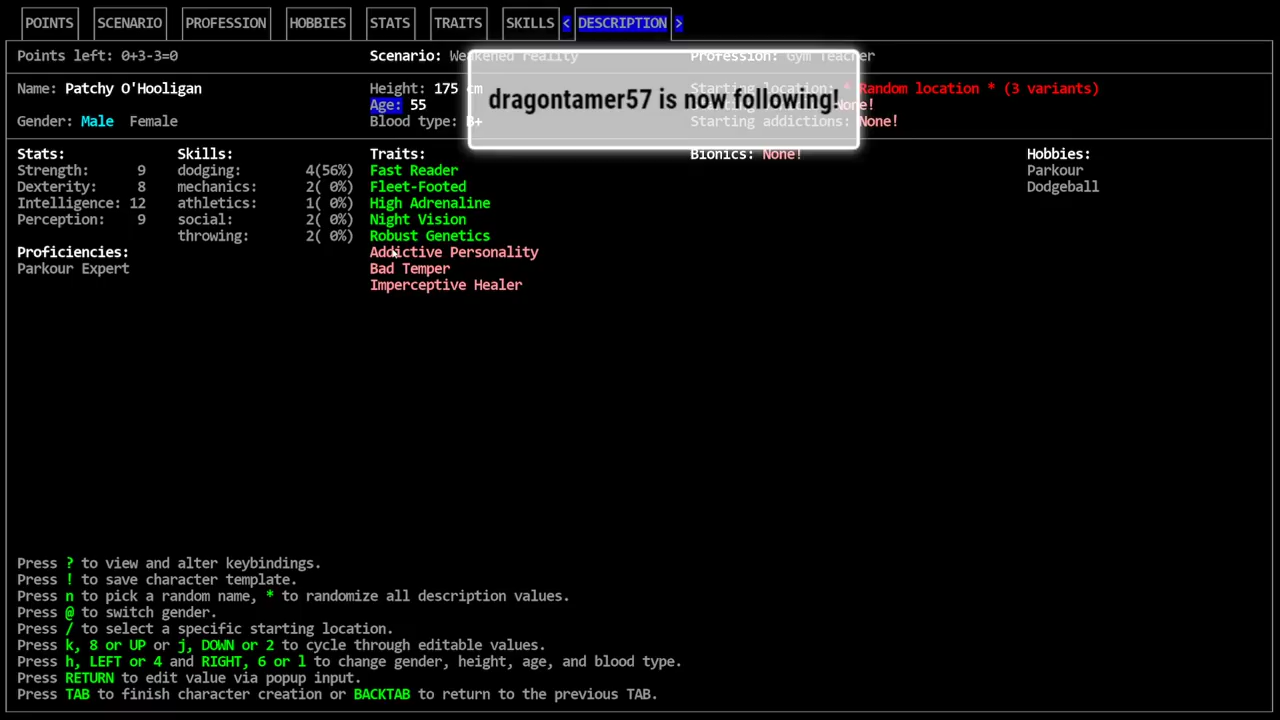 POINTS SCENARIO PROFESSION HOBBIES STATS TRAITS SKILLS < DESCRIPTION >
Points left: 0+3-3=0 Scenario: Weakened reality Profession: Gym Teacher
dragontamer57 is now following!
Name: Patchy O'Hooligan Height: 175 cm Starting location: * Random location * (3 variants)
Age: 55 None!
Gender: Male Female Blood type: B+ Starting addictions: None!
Stats: Skills: Traits: Bionics: None! Hobbies:
Strength: 9 dodging: 4(56%) Fast Reader Parkour
Dexterity: 8 mechanics: 2( 0%) Fleet-Footed Dodgeball
Intelligence: 12 athletics: 1( 0%) High Adrenaline
Perception: 9 social: 2( 0%) Night Vision
throwing: 2( 0%) Robust Genetics
Proficiencies: Addictive Personality
Parkour Expert Bad Temper
Imperceptive Healer
Press ? to view and alter keybindings.
Press ! to save character template.
Press n to pick a random name, * to randomize all description values.
Press @ to switch gender.
Press / to select a specific starting location.
Press k, 8 or UP or j, DOWN or 2 to cycle through editable values.
Press h, LEFT or 4 and RIGHT, 6 or l to change gender, height, age, and blood type.
Press RETURN to edit value via popup input.
Press TAB to finish character creation or BACKTAB to return to the previous TAB.